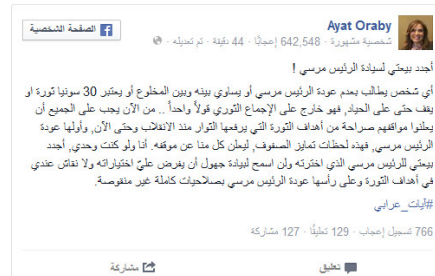 Ayat Oraby
شخصية مشهورة · 642,548 إعجابًا · 44 دقيقة · تم تعديله ·
الصفحة الشخصية
أجدد بيعتي لسيادة الرئيس مرسي !
أي شخص يطالب بعدم عودة الرئيس مرسي أو يساوي بينه وبين المخلوع أو يعتبر 30 سونيا ثورة او
يقف حتى على الحياد, فهو خارج على الإجماع الثوري قولاً واحداً .. من الآن يجب على الجميع أن
يعلنوا مواقفهم صراحة من أهداف الثورة التي يرفعها الثوار منذ الانقلاب وحتى الآن, وأولها عودة
الرئيس مرسي, فهذه لحظات تمايز الصفوف, ليعلن كل منا عن موقفه. أنا ولو كنت وحدي, أجدد
بيعتي للرئيس مرسي الذي اخترته ولن اسمح لبيادة جهول أن يفرض عليّ اختياراته ولا نقاش عندي
في أهداف الثورة وعلى رأسها عودة الرئيس مرسي بصلاحيات كاملة غير منقوصة.
#آيات_عرابي
766 تسجيل إعجاب · 129 تعليقًا · 127 مشاركة
تعليق
مشاركة